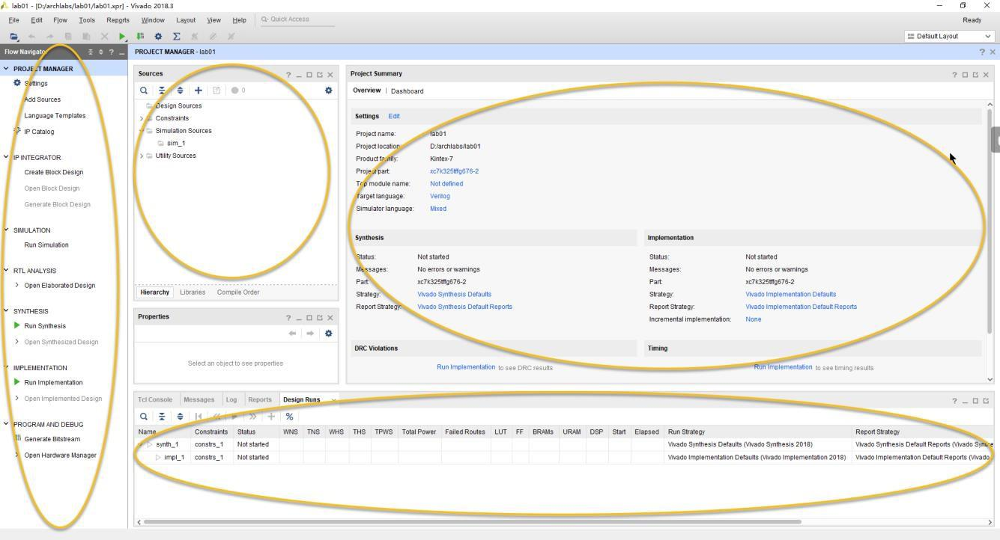 lab01 - [D:/archlabs/lab01/lab01.xpr] - Vivado 2018.3
File Edit Flow Tools Reports Window Layout View Help Q- Quick Access Ready
Default Layout
Flow Navigator
PROJECT MANAGER
Settings
Add Sources
Language Templates
IP Catalog
IP INTEGRATOR
Create Block Design
Open Block Design
Generate Block Design
SIMULATION
Run Simulation
RTL ANALYSIS
Open Elaborated Design
SYNTHESIS
Run Synthesis
Open Synthesized Design
IMPLEMENTATION
Run Implementation
Open Implemented Design
PROGRAM AND DEBUG
Generate Bitstream
Open Hardware Manager
PROJECT MANAGER - lab01
Sources
0
Design Sources
Constraints
Simulation Sources
sim_1
Utility Sources
Hierarchy Libraries Compile Order
Properties
Select an object to see properties
Project Summary
Overview | Dashboard
Settings Edit
Project name: lab01
Project location: D:/archlabs/lab01
Product family: Kintex-7
Project part: xc7k325tffg676-2
Top module name: Not defined
Target language: Verilog
Simulator language: Mixed
Synthesis
Status: Not started
Messages: No errors or warnings
Part: xc7k325tffg676-2
Strategy: Vivado Synthesis Defaults
Report Strategy: Vivado Synthesis Default Reports
Implementation
Status: Not started
Messages: No errors or warnings
Part: xc7k325tffg676-2
Strategy: Vivado Implementation Defaults
Report Strategy: Vivado Implementation Default Reports
Incremental implementation: None
DRC Violations
Run Implementation to see DRC results
Timing
Run Implementation to see timing results
Tcl Console Messages Log Reports Design Runs
Name Constraints Status WNS TNS WHS THS TPWS Total Power Failed Routes LUT FF BRAMs URAM DSP Start Elapsed Run Strategy Report Strategy
synth_1 constrs_1 Not started Vivado Synthesis Defaults (Vivado Synthesis 2018) Vivado Synthesis Default Reports (Vivado Synthe
impl_1 constrs_1 Not started Vivado Implementation Defaults (Vivado Implementation 2018) Vivado Implementation Default Reports (Vivado